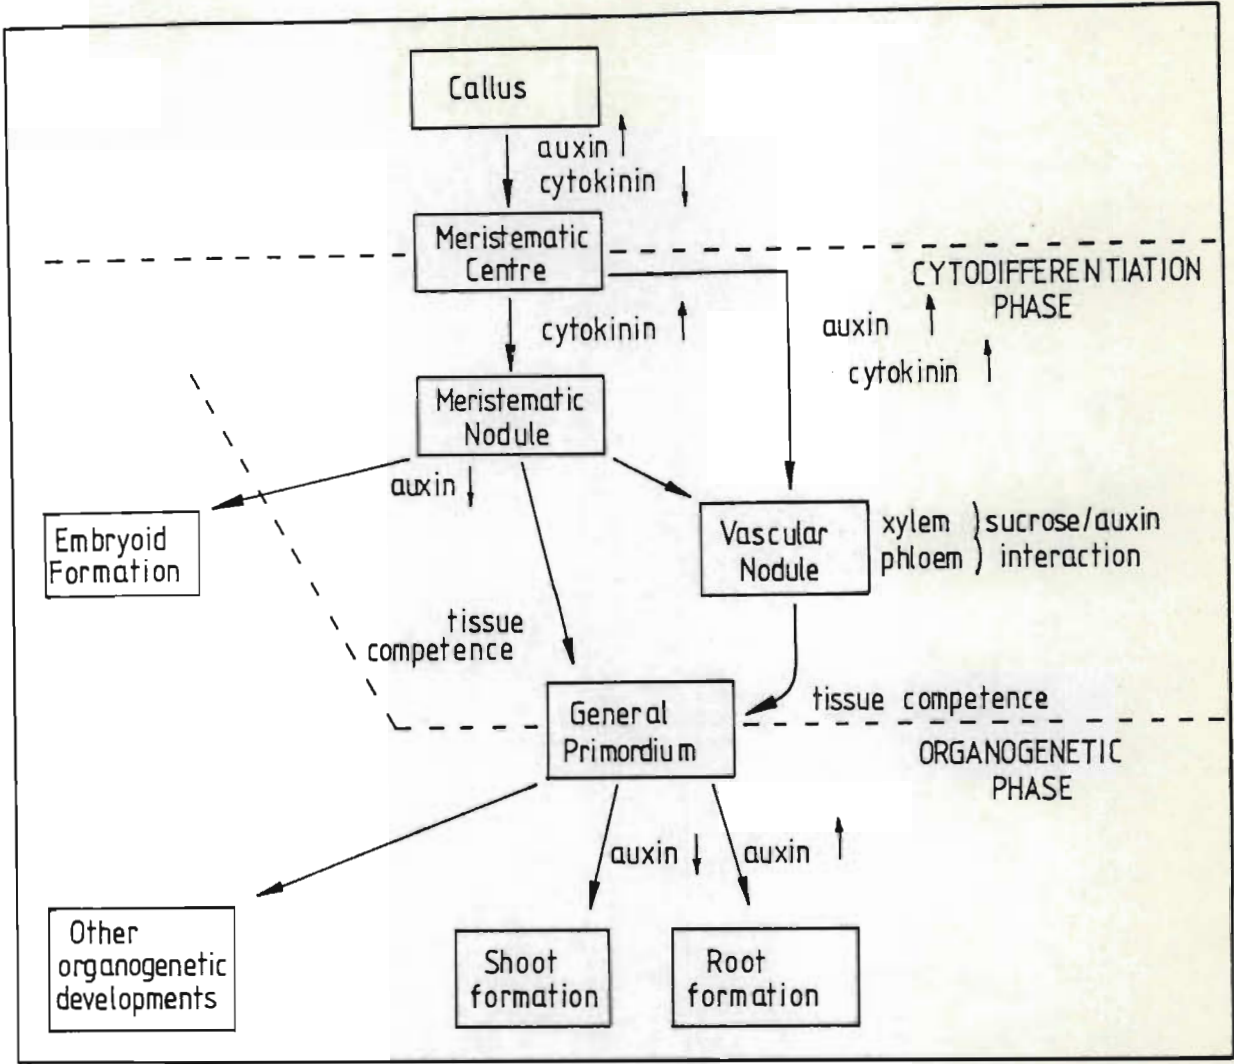 Callus
auxin ↑
cytokinin ↓
Meristematic
Centre
CYTODIFFERENTIATION
PHASE
cytokinin ↑
auxin ↑
cytokinin ↑
Meristematic
Nodule
auxin ↓
Embryoid
Formation
Vascular
Nodule
xylem } sucrose/auxin
phloem } interaction
tissue
competence
General
Primordium
tissue competence
ORGANOGENETIC
PHASE
auxin ↓
auxin ↑
Other
organogenetic
developments
Shoot
formation
Root
formation